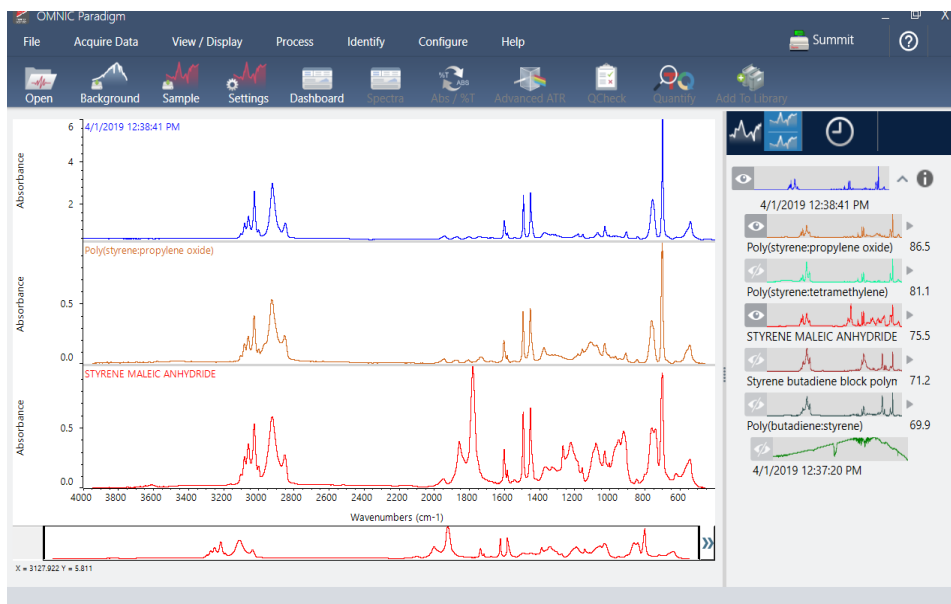 OMNIC Paradigm
File Acquire Data View / Display Process Identify Configure Help Summit
Open Background Sample Settings Dashboard Spectra Abs / %T Advanced ATR QCheck Quantify Add To Library
%T ABS
4/1/2019 12:38:41 PM
6
4
2
Absorbance
Poly(styrene:propylene oxide)
0.5
0.0
Absorbance
STYRENE MALEIC ANHYDRIDE
0.5
0.0
Absorbance
4000 3800 3600 3400 3200 3000 2800 2600 2400 2200 2000 1800 1600 1400 1200 1000 800 600
Wavenumbers (cm-1)
X = 3127.922 Y = 5.811
4/1/2019 12:38:41 PM
Poly(styrene:propylene oxide) 86.5
Poly(styrene:tetramethylene) 81.1
STYRENE MALEIC ANHYDRIDE 75.5
Styrene butadiene block polyn 71.2
Poly(butadiene:styrene) 69.9
4/1/2019 12:37:20 PM